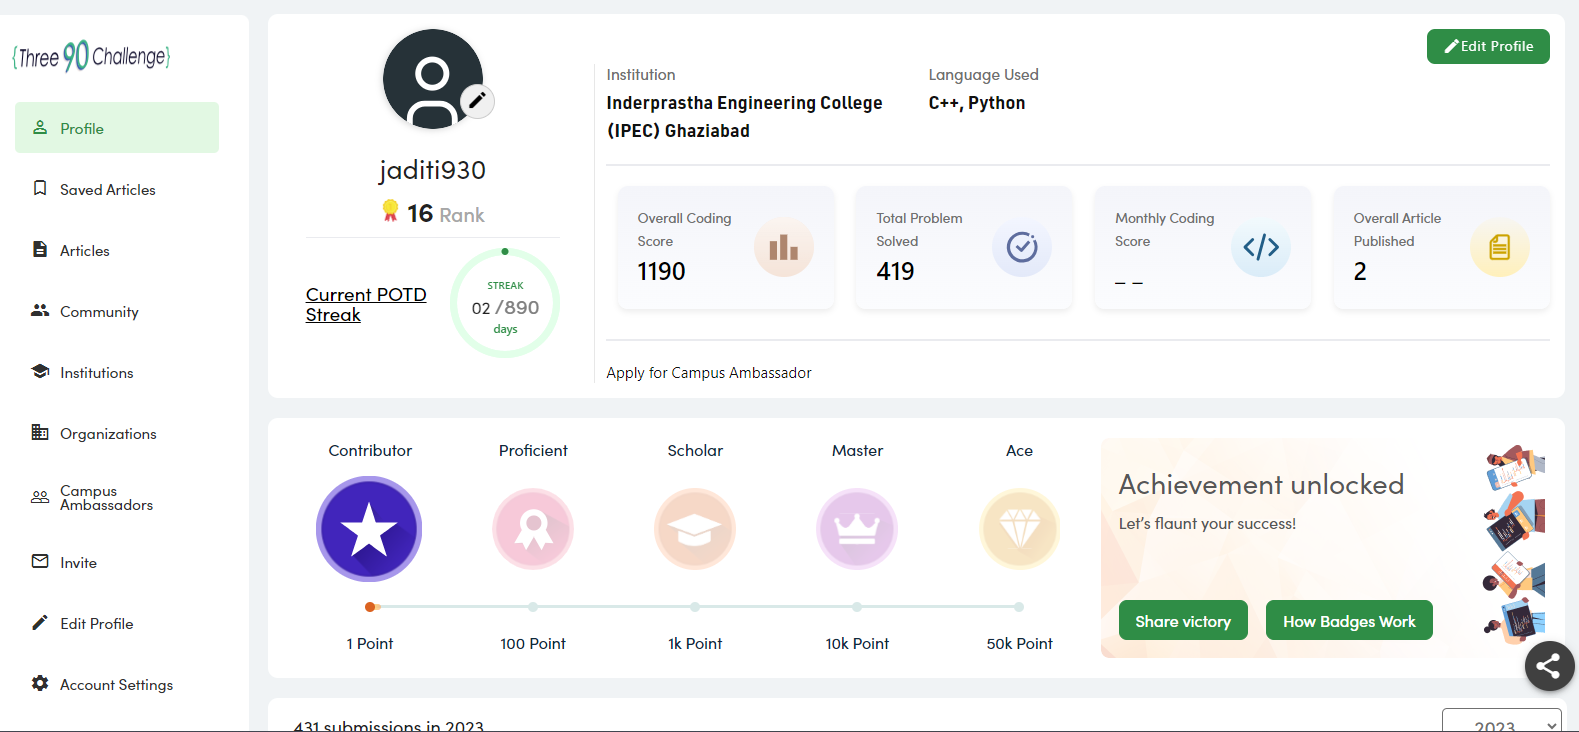 {Three 90 Challenge}
Profile
Saved Articles
Articles
Community
Institutions
Organizations
Campus
Ambassadors
Invite
Edit Profile
Account Settings
jaditi930
16 Rank
Current POTD
Streak
STREAK
02 /890
days
Edit Profile
Institution
Inderprastha Engineering College
(IPEC) Ghaziabad
Language Used
C++, Python
Overall Coding
Score
1190
Total Problem
Solved
419
Monthly Coding
Score
_ _
</>
Overall Article
Published
2
Apply for Campus Ambassador
Contributor
Proficient
Scholar
Master
Ace
1 Point
100 Point
1k Point
10k Point
50k Point
Achievement unlocked
Let's flaunt your success!
Share victory
How Badges Work
431 submissions in 2023
2023